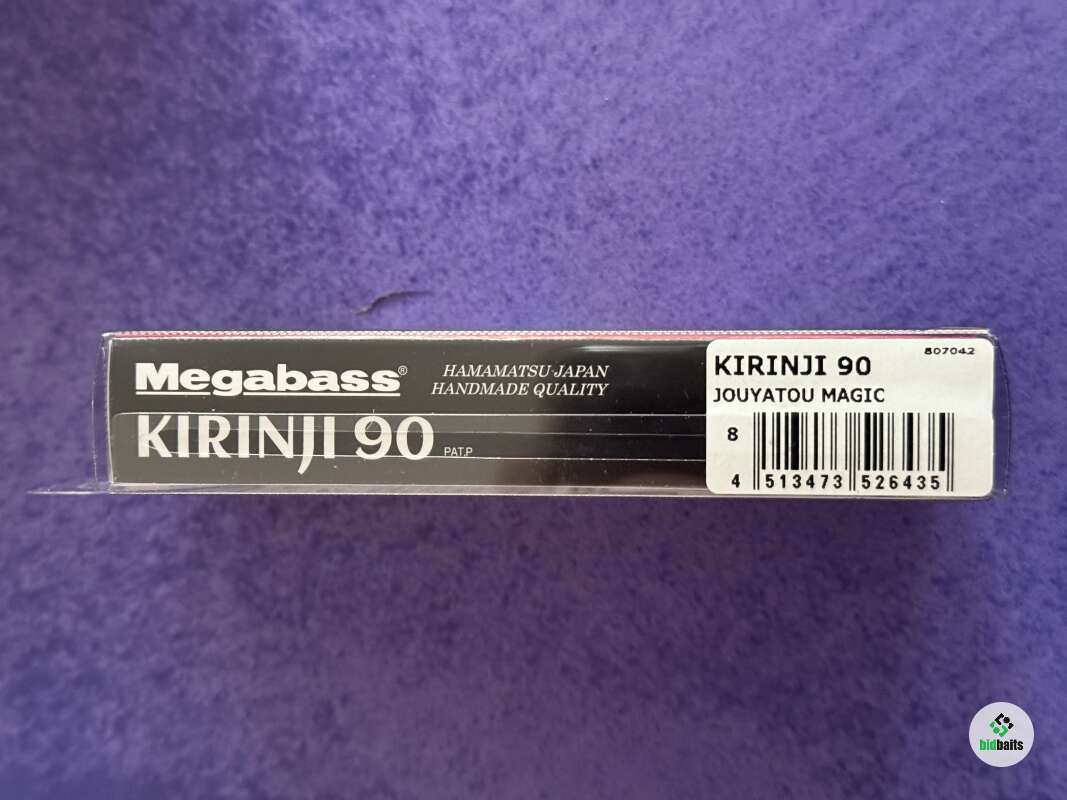 Megabass®
HAMAMATSU·JAPAN
HANDMADE QUALITY
KIRINJI 90 PAT.P
KIRINJI 90
807042
JOUYATOU MAGIC
8
4 513473 526435
bidbaits